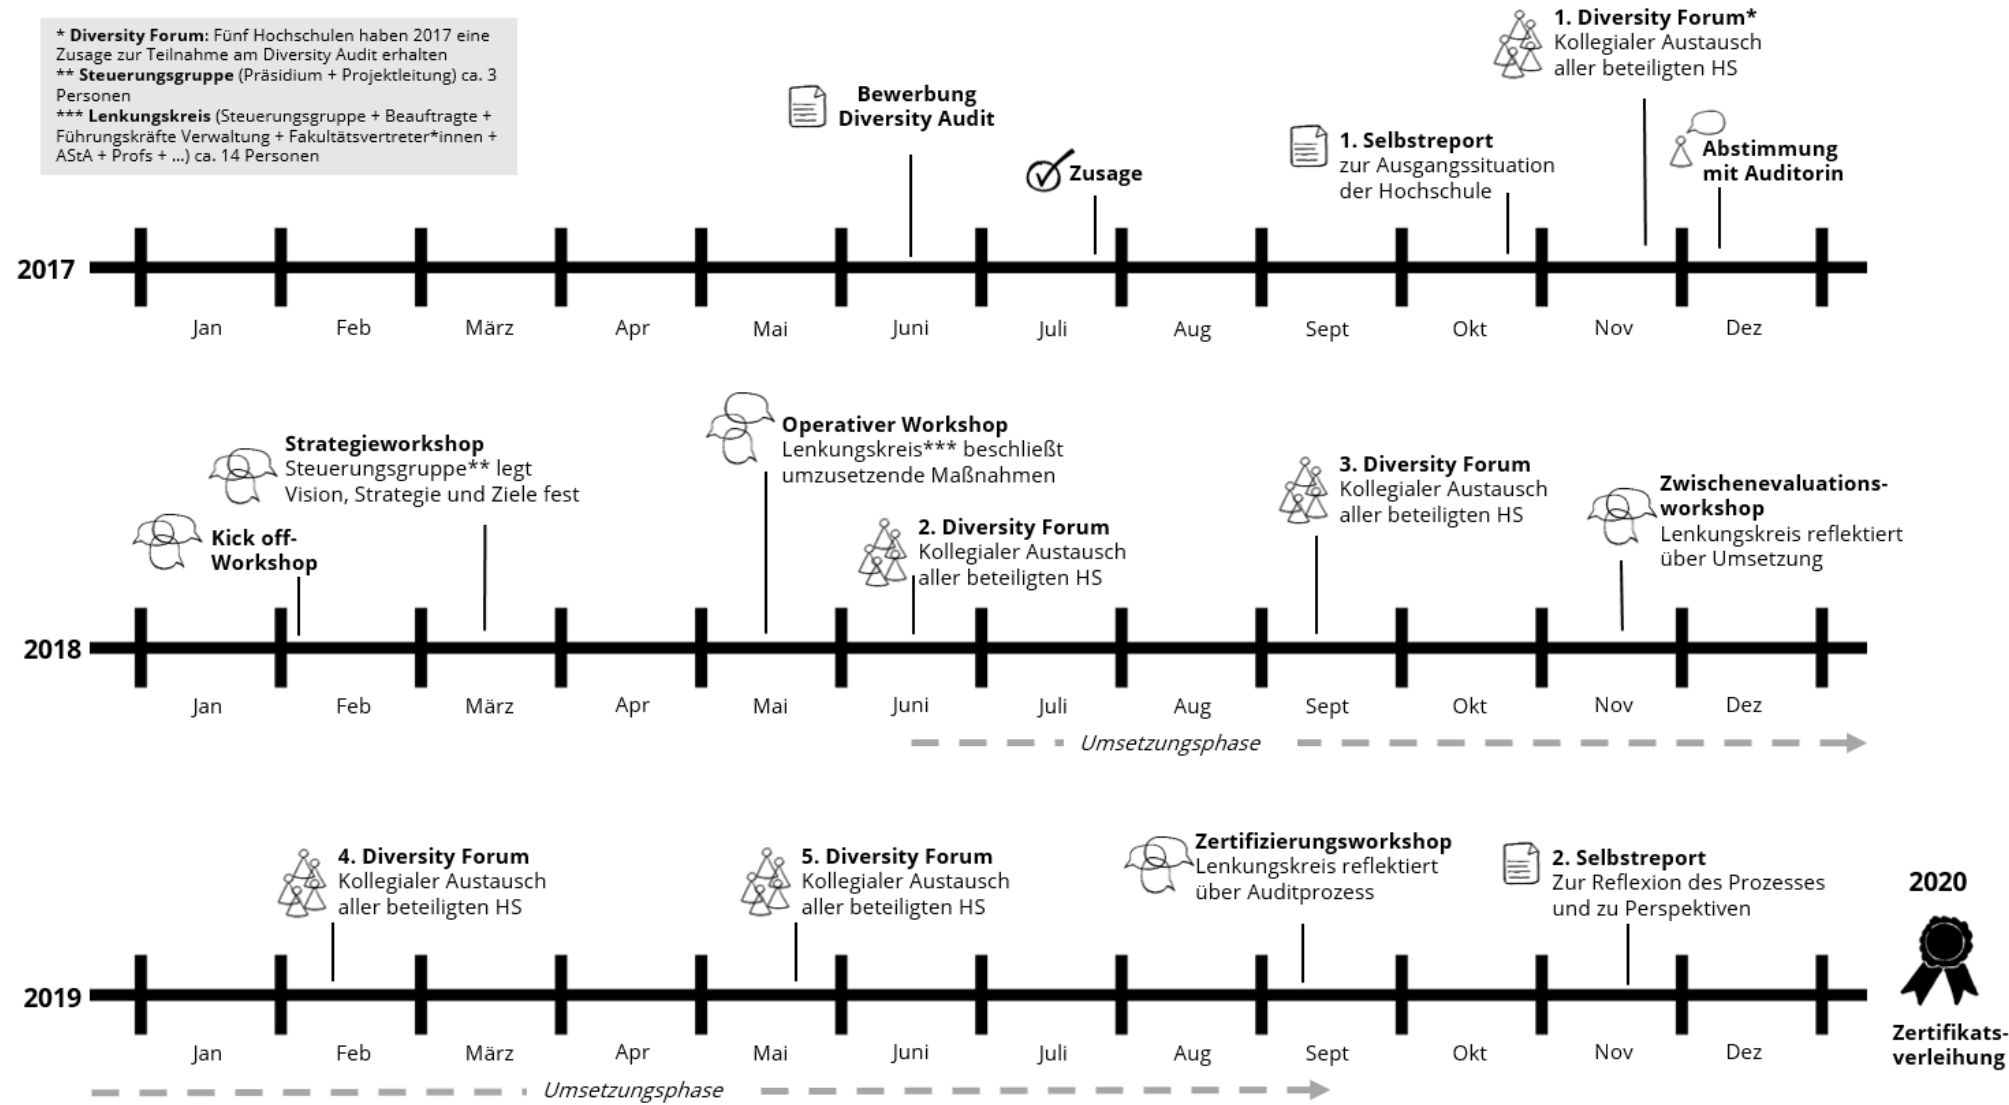 * Diversity Forum: Fünf Hochschulen haben 2017 eine
Zusage zur Teilnahme am Diversity Audit erhalten
** Steuerungsgruppe (Präsidium + Projektleitung) ca. 3
Personen
*** Lenkungskreis (Steuerungsgruppe + Beauftragte +
Führungskräfte Verwaltung + Fakultätsvertreter*innen +
AStA + Profs + ...) ca. 14 Personen
Bewerbung
Diversity Audit
Zusage
1. Selbstreport
zur Ausgangssituation
der Hochschule
1. Diversity Forum*
Kollegialer Austausch
aller beteiligten HS
Abstimmung
mit Auditorin
2017
Jan Feb März Apr Mai Juni Juli Aug Sept Okt Nov Dez
Kick off-
Workshop
Strategieworkshop
Steuerungsgruppe** legt
Vision, Strategie und Ziele fest
Operativer Workshop
Lenkungskreis*** beschließt
umzusetzende Maßnahmen
2. Diversity Forum
Kollegialer Austausch
aller beteiligten HS
3. Diversity Forum
Kollegialer Austausch
aller beteiligten HS
Zwischenevaluations-
workshop
Lenkungskreis reflektiert
über Umsetzung
2018
Jan Feb März Apr Mai Juni Juli Aug Sept Okt Nov Dez
Umsetzungsphase
4. Diversity Forum
Kollegialer Austausch
aller beteiligten HS
5. Diversity Forum
Kollegialer Austausch
aller beteiligten HS
Zertifizierungsworkshop
Lenkungskreis reflektiert
über Auditprozess
2. Selbstreport
Zur Reflexion des Prozesses
und zu Perspektiven
2020
Zertifikats-
verleihung
2019
Jan Feb März Apr Mai Juni Juli Aug Sept Okt Nov Dez
Umsetzungsphase